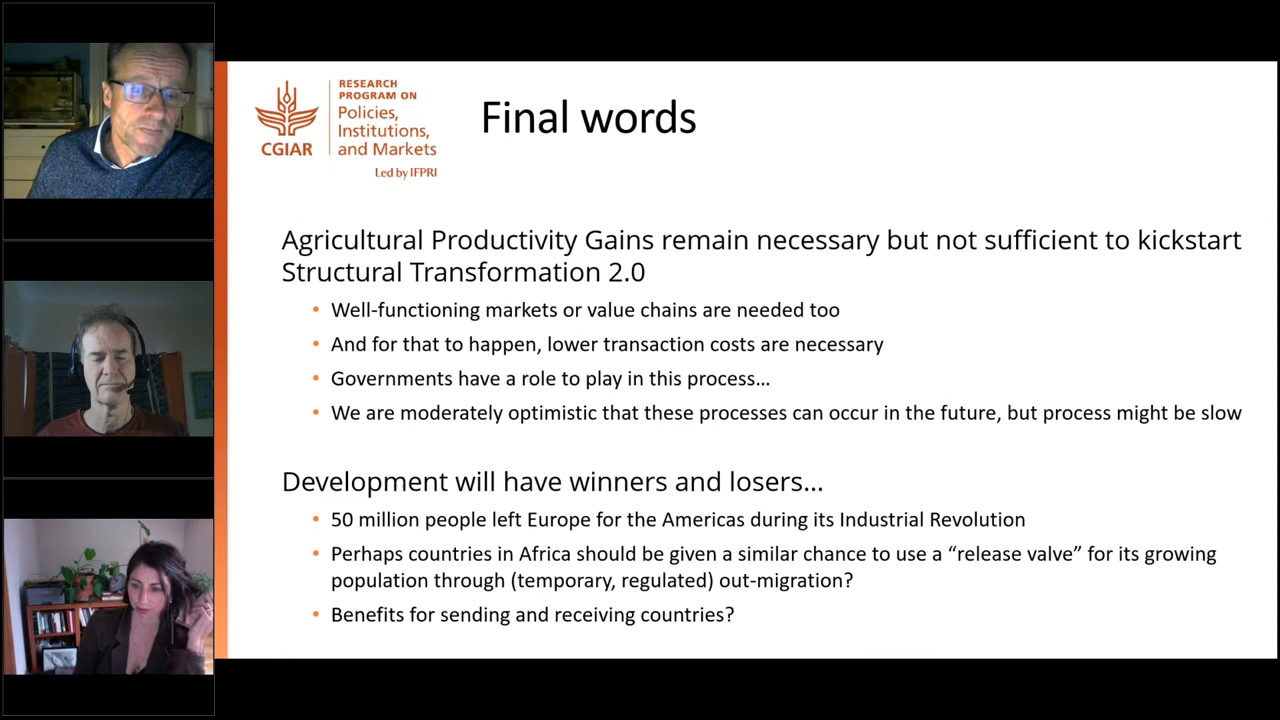 RESEARCH
PROGRAM ON
Policies,
Institutions,
and Markets
CGIAR
Led by IFPRI
Final words
Agricultural Productivity Gains remain necessary but not sufficient to kickstart
Structural Transformation 2.0
• Well-functioning markets or value chains are needed too
• And for that to happen, lower transaction costs are necessary
• Governments have a role to play in this process…
• We are moderately optimistic that these processes can occur in the future, but process might be slow
Development will have winners and losers…
• 50 million people left Europe for the Americas during its Industrial Revolution
• Perhaps countries in Africa should be given a similar chance to use a “release valve” for its growing
population through (temporary, regulated) out-migration?
• Benefits for sending and receiving countries?